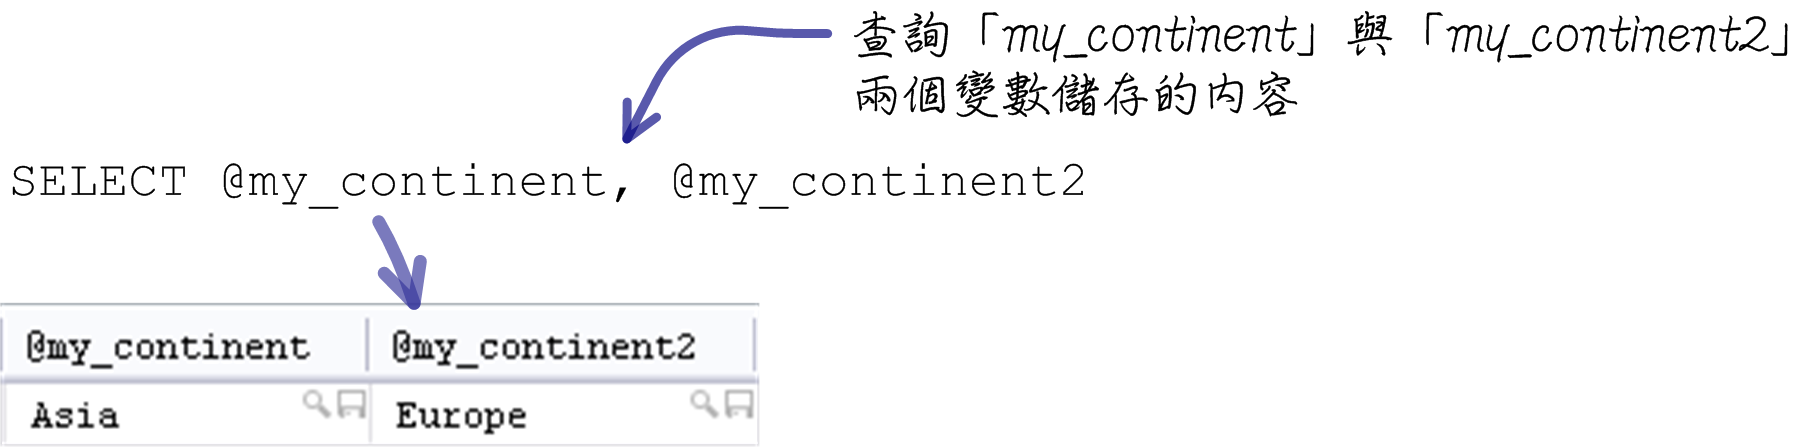 查詢「my_continent」與「my_continent2」
兩個變數儲存的內容
SELECT @my_continent, @my_continent2
@my_continent @my_continent2
Asia Europe